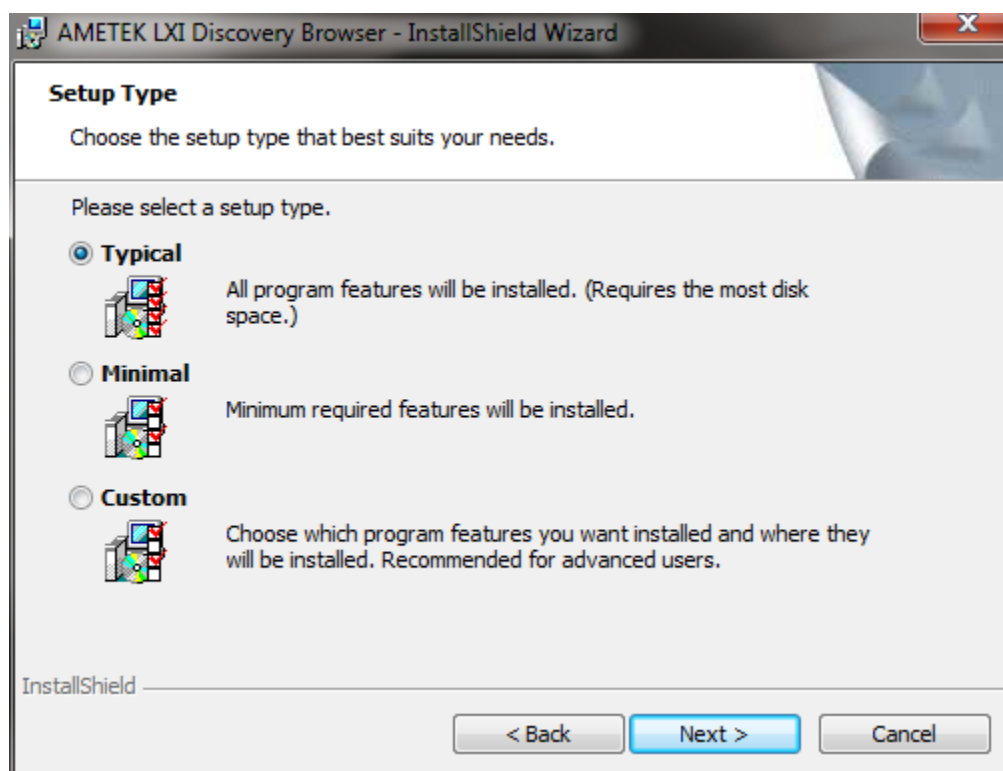 AMETEK LXI Discovery Browser - InstallShield Wizard
Setup Type
Choose the setup type that best suits your needs.
Please select a setup type.
Typical
All program features will be installed. (Requires the most disk
space.)
Minimal
Minimum required features will be installed.
Custom
Choose which program features you want installed and where they
will be installed. Recommended for advanced users.
InstallShield
< Back Next > Cancel